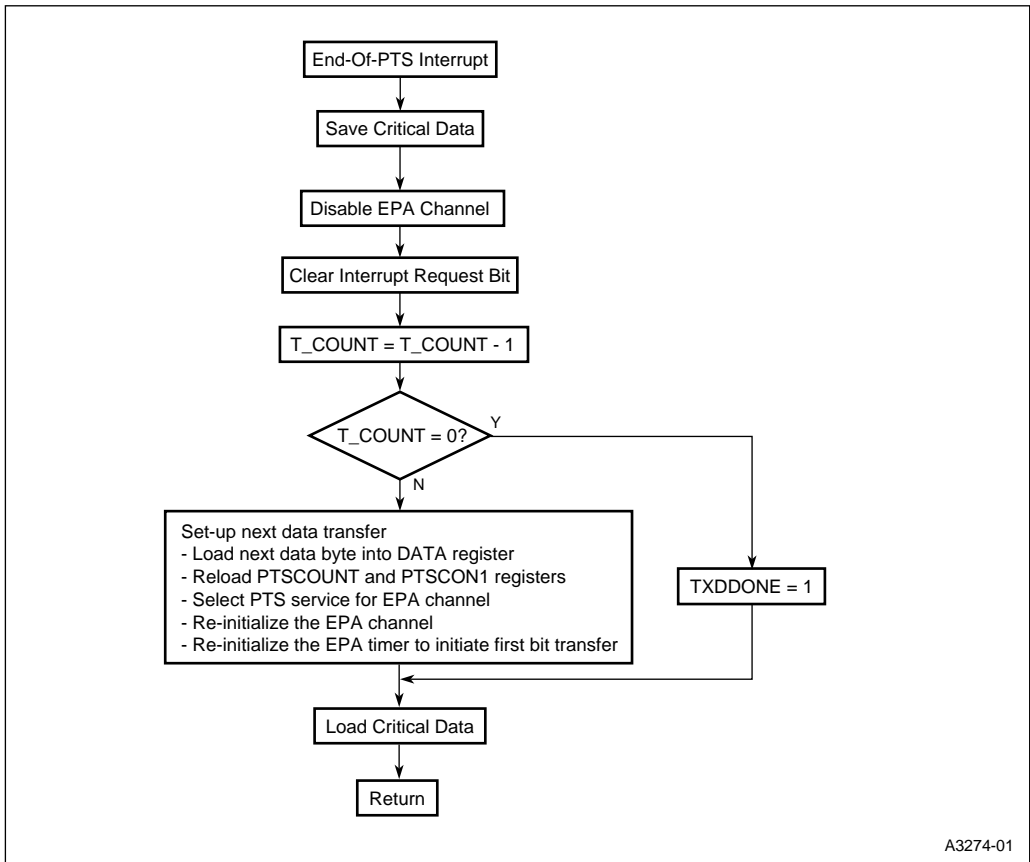 End-Of-PTS Interrupt
Save Critical Data
Disable EPA Channel
Clear Interrupt Request Bit
T_COUNT = T_COUNT - 1
T_COUNT = 0?
Y
N
Set-up next data transfer
- Load next data byte into DATA register
- Reload PTSCOUNT and PTSCON1 registers
- Select PTS service for EPA channel
- Re-initialize the EPA channel
- Re-initialize the EPA timer to initiate first bit transfer
TXDDONE = 1
Load Critical Data
Return
A3274-01